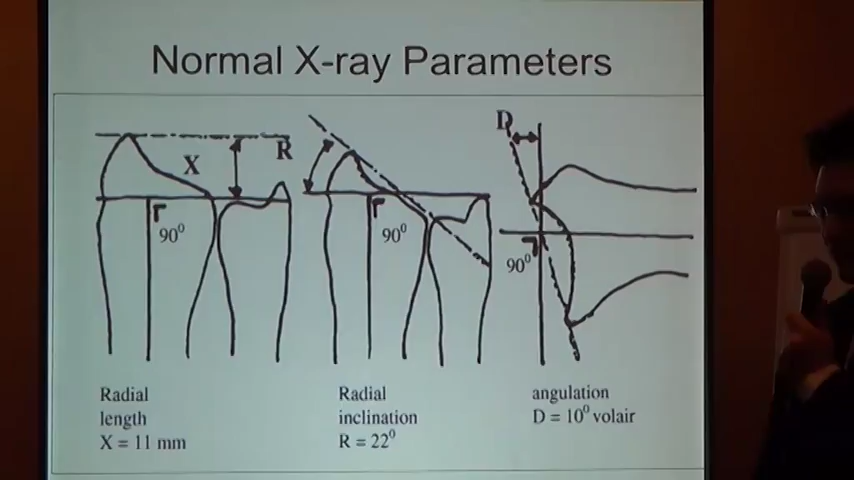 Normal X-ray Parameters
X
R
90⁰
90⁰
D
90⁰
Radial
length
X = 11 mm
Radial
inclination
R = 22⁰
angulation
D = 10⁰ volair